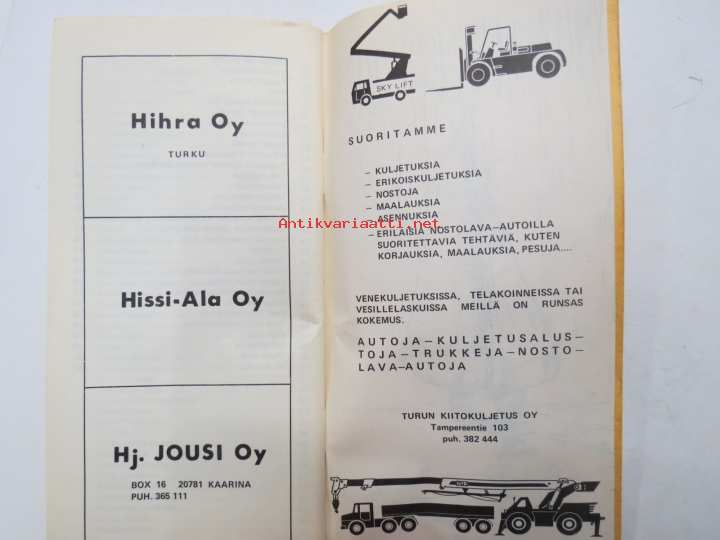 Hihra Oy
TURKU
Hissi-Ala Oy
Hj. JOUSI Oy
BOX 16 20781 KAARINA
PUH. 365 111
SKY LIFT
SUORITAMME
– KULJETUKSIA
– ERIKOISKULJETUKSIA
– NOSTOJA
– MAALAUKSIA
– ASENNUKSIA
– ERILAISIA NOSTOLAVA–AUTOILLA
SUORITETTAVIA TEHTÄVIÄ, KUTEN
KORJAUKSIA, MAALAUKSIA, PESUJA....
Antikvariaatti.net
VENEKULJETUKSISSA, TELAKOINNEISSA TAI
VESILLELASKUISSA MEILLÄ ON RUNSAS
KOKEMUS.
AUTOJA–KULJETUSALUS–
TOJA–TRUKKEJA–NOSTO–
LAVA–AUTOJA
TURUN KIITOKULJETUS OY
Tampereentie 103
puh. 382 444